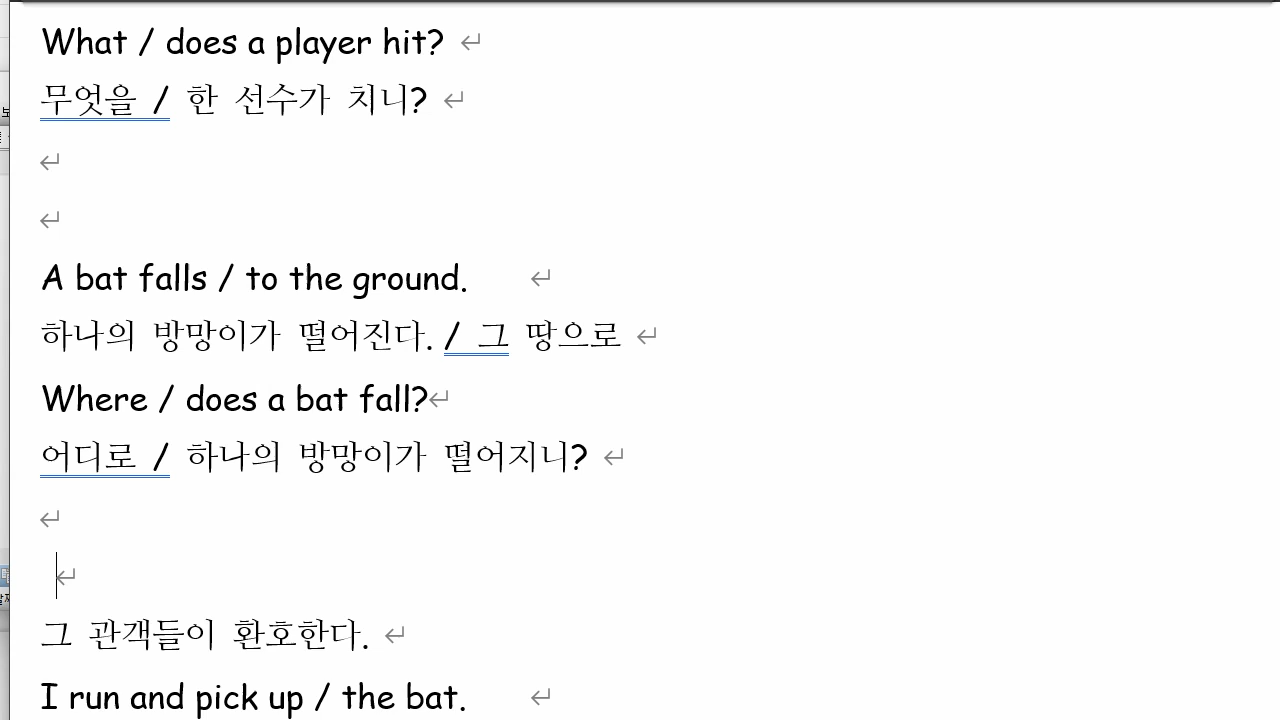 What / does a player hit?
무엇을 / 한 선수가 치니?
A bat falls / to the ground.
하나의 방망이가 떨어진다. / 그 땅으로
Where / does a bat fall?
어디로 / 하나의 방망이가 떨어지니?
그 관객들이 환호한다.
I run and pick up / the bat.